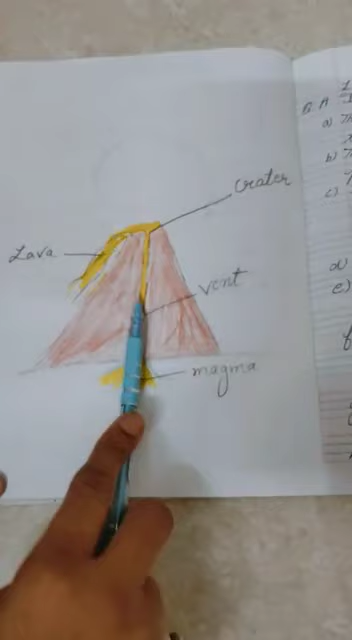 Crater
Lava
Vent
magma
B A
a)
b)
c)
d)
e)